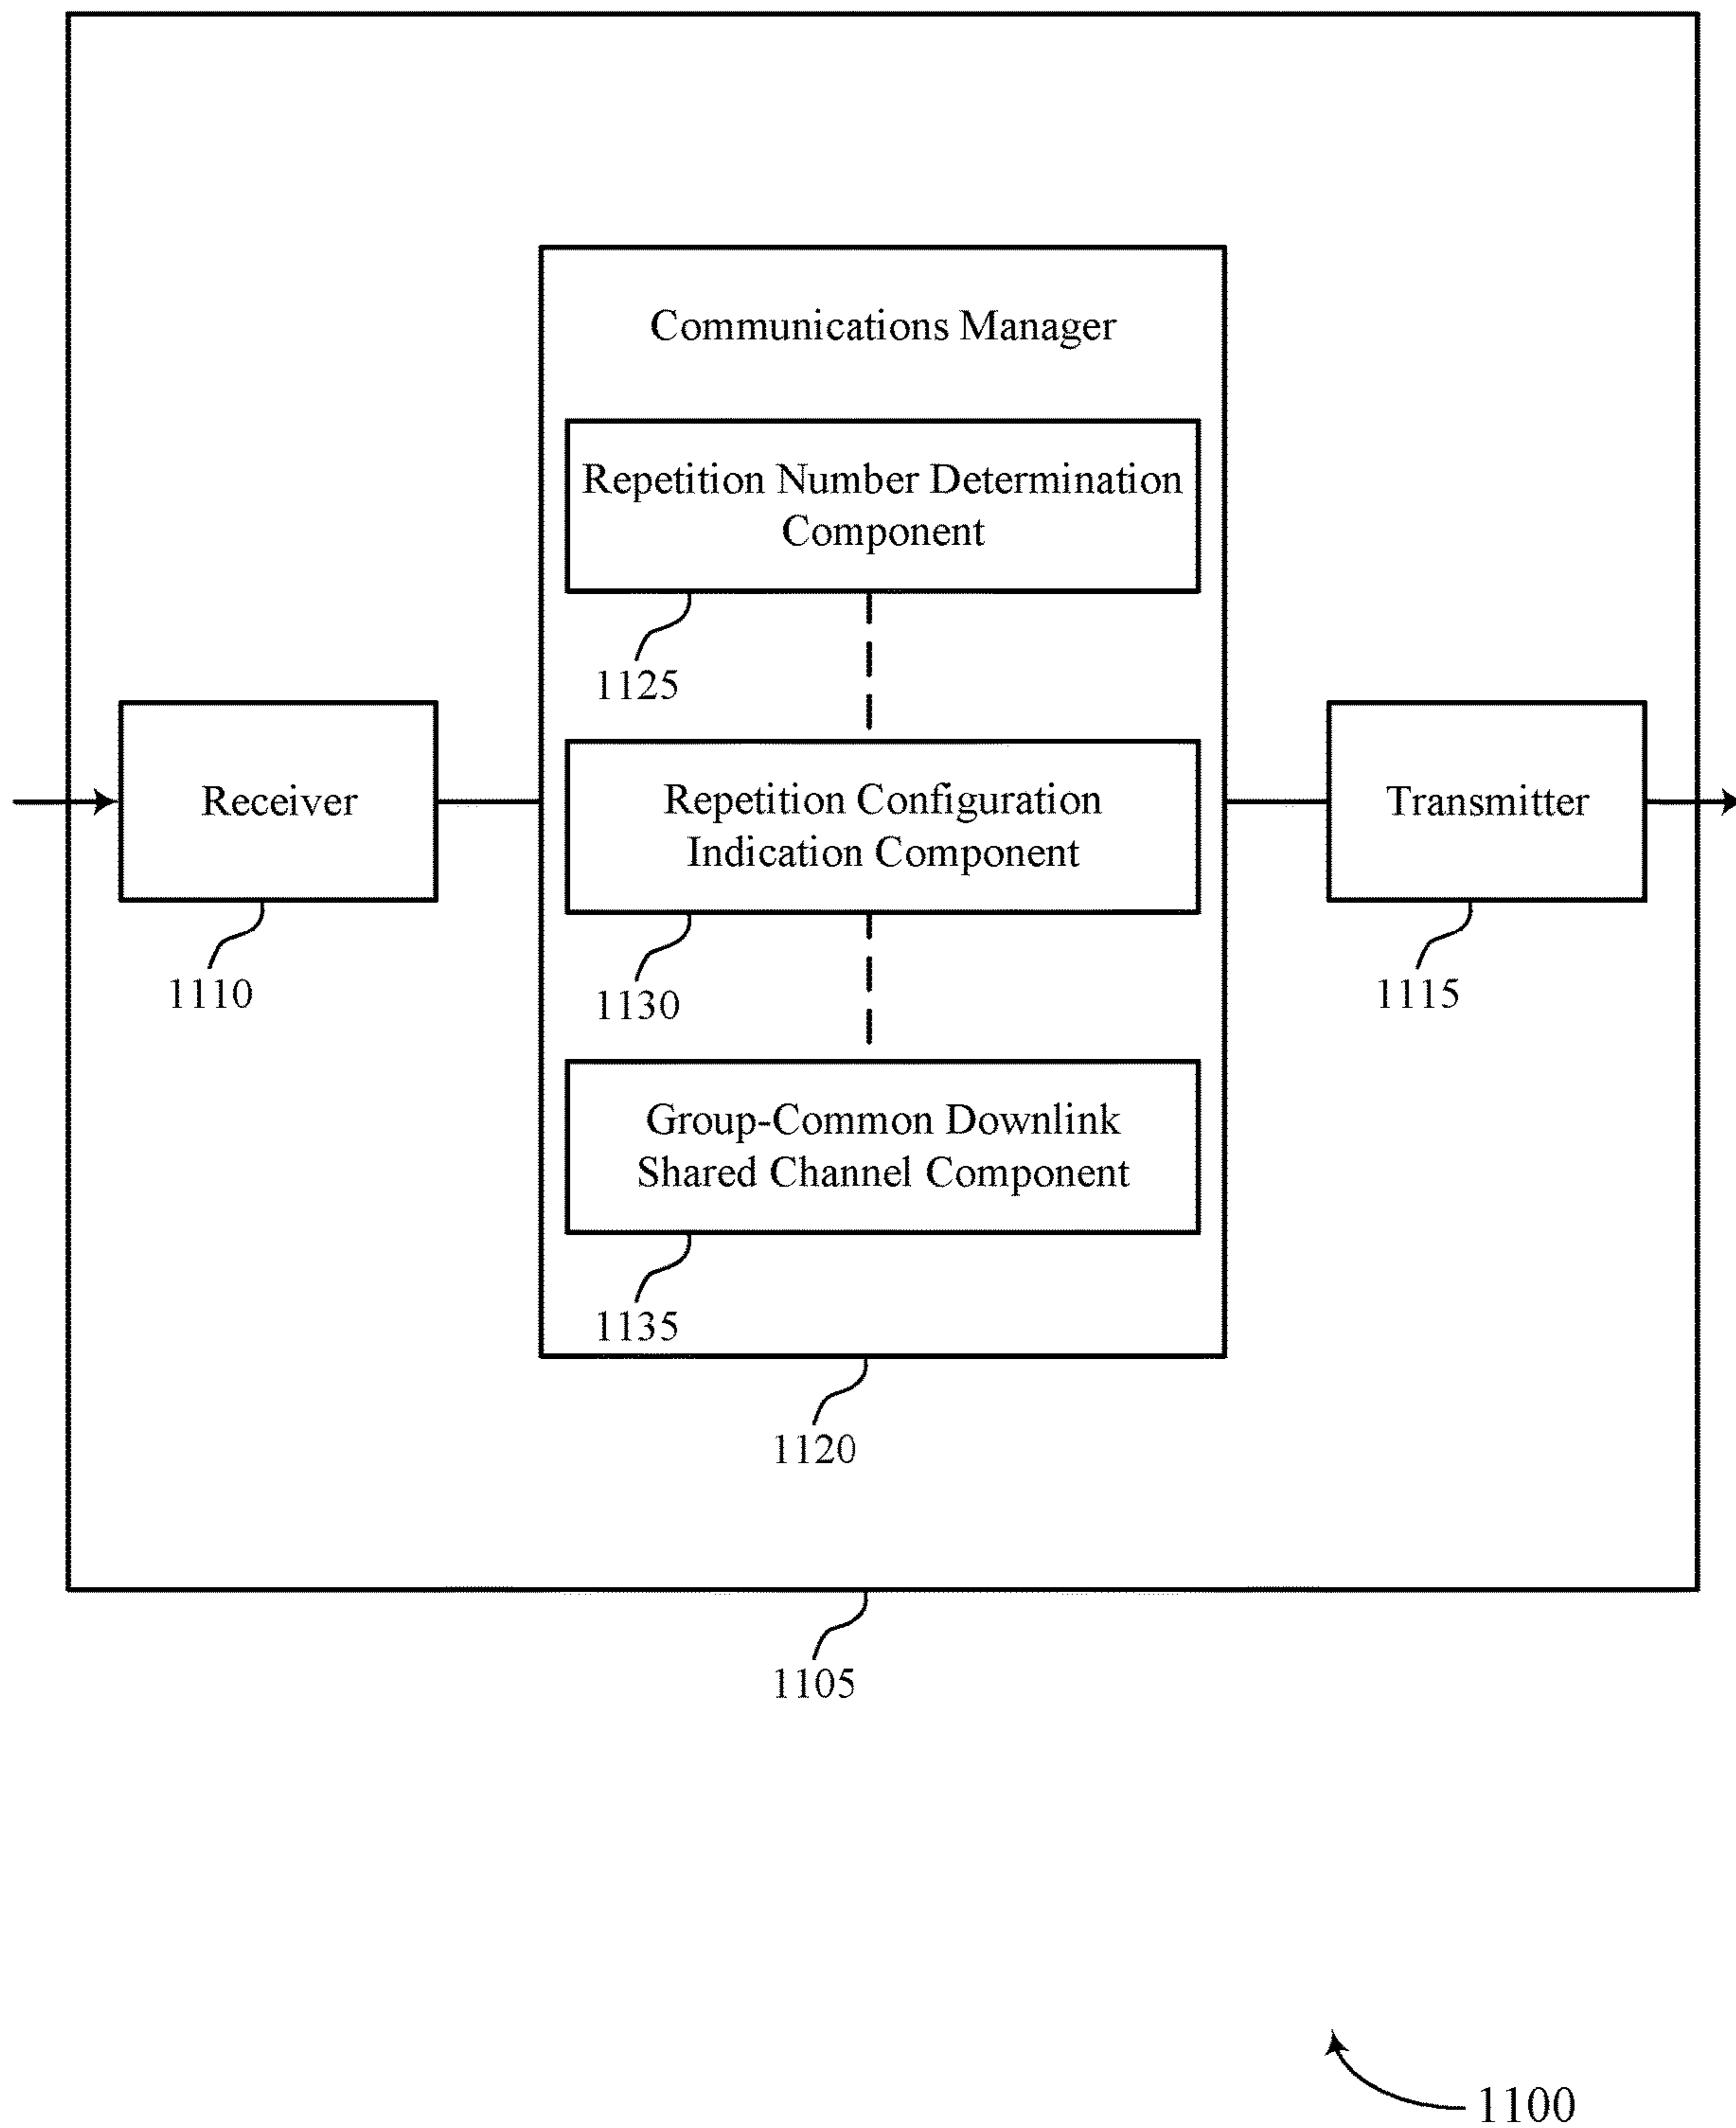 Communications Manager
Repetition Number Determination
Component
1125
Receiver
1110
Repetition Configuration
Indication Component
1130
Transmitter
1115
Group-Common Downlink
Shared Channel Component
1135
1120
1105
1100